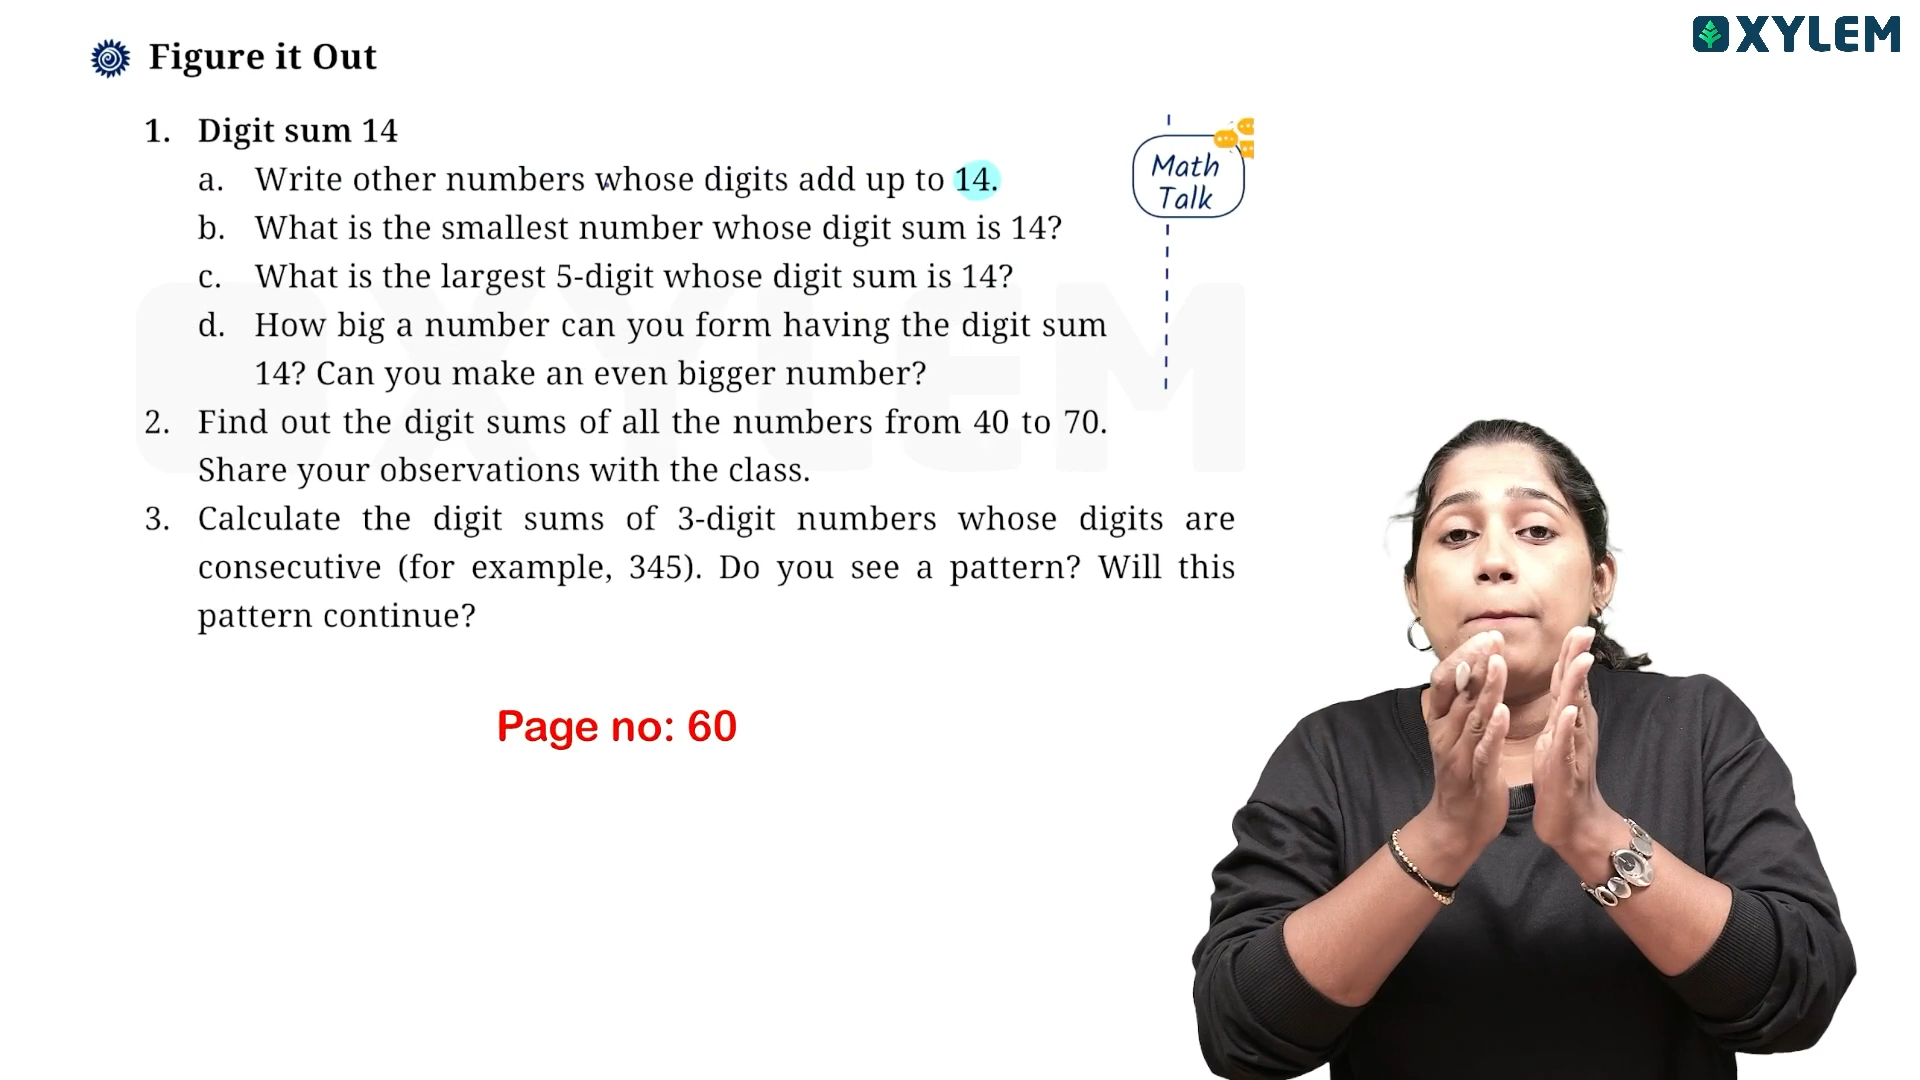 XYLEM
Figure it Out
1. Digit sum 14
a. Write other numbers whose digits add up to 14.
b. What is the smallest number whose digit sum is 14?
c. What is the largest 5-digit whose digit sum is 14?
d. How big a number can you form having the digit sum
14? Can you make an even bigger number?
Math
Talk
2. Find out the digit sums of all the numbers from 40 to 70.
Share your observations with the class.
3. Calculate the digit sums of 3-digit numbers whose digits are
consecutive (for example, 345). Do you see a pattern? Will this
pattern continue?
Page no: 60
XYLEM